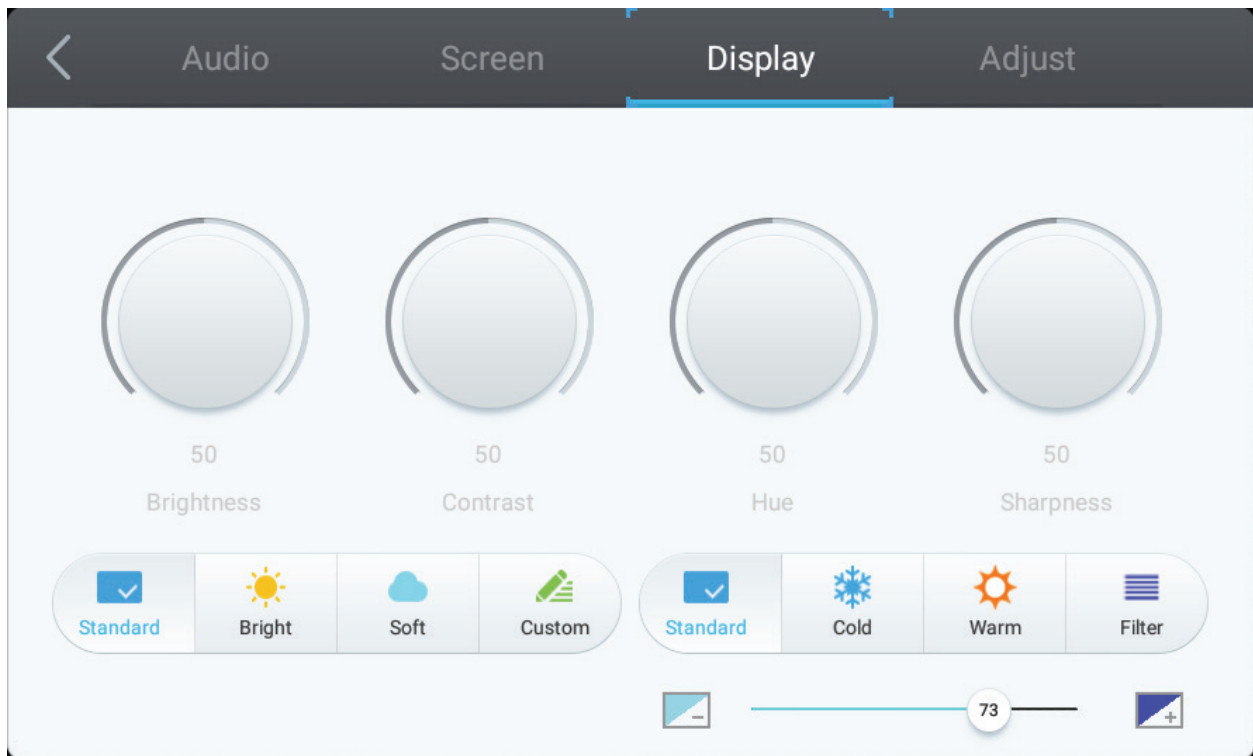 Audio Screen Display Adjust
50 50 50 50
Brightness Contrast Hue Sharpness
Standard Bright Soft Custom Standard Cold Warm Filter
73